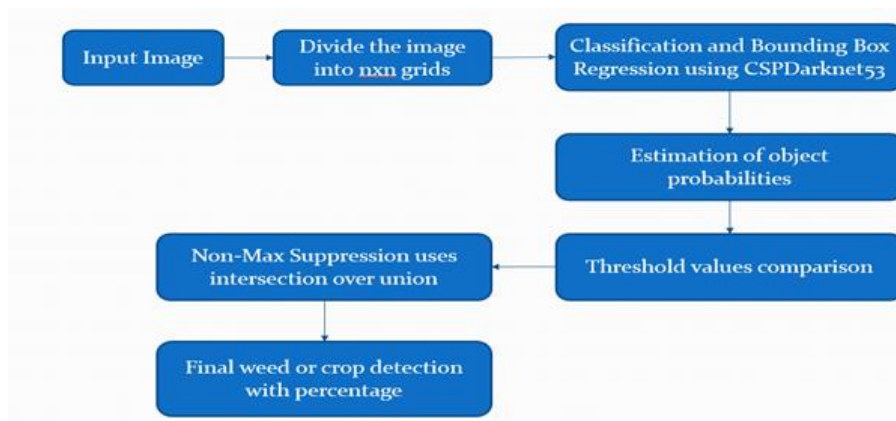 Input Image
Divide the image
into nxn grids
Classification and Bounding Box
Regression using CSPDarknet53
Estimation of object
probabilities
Threshold values comparison
Non-Max Suppression uses
intersection over union
Final weed or crop detection
with percentage